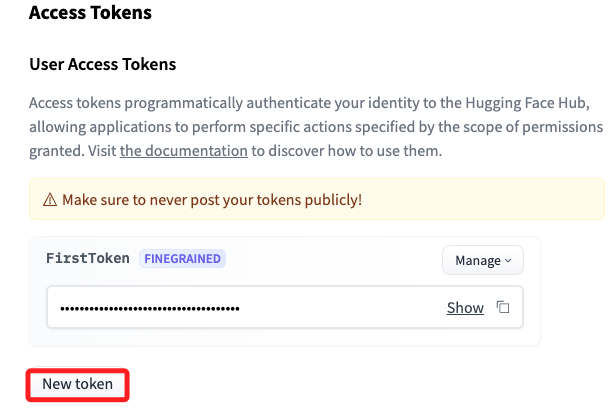 Access Tokens
User Access Tokens
Access tokens programmatically authenticate your identity to the Hugging Face Hub,
allowing applications to perform specific actions specified by the scope of permissions
granted. Visit the documentation to discover how to use them.
⚠ Make sure to never post your tokens publicly!
FirstToken FINEGRAINED Manage
••••••••••••••••••••••••••••••••••••• Show
New token